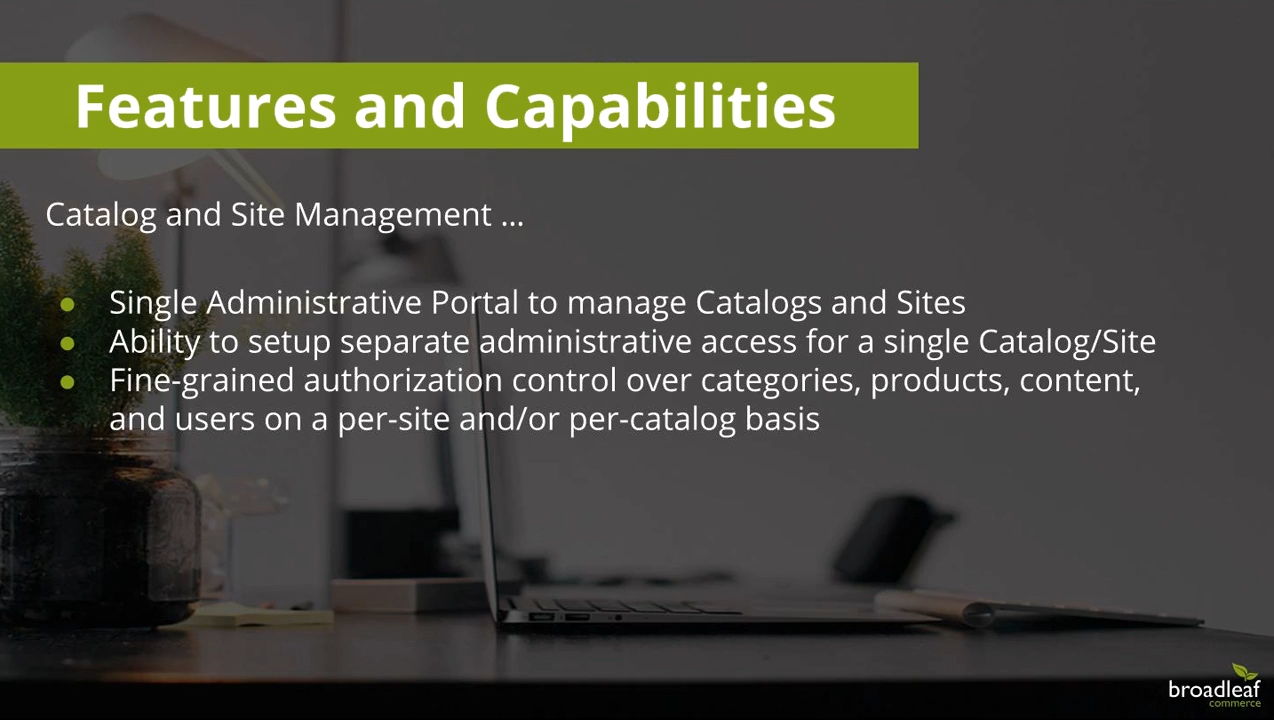 Features and Capabilities
Catalog and Site Management ...
● Single Administrative Portal to manage Catalogs and Sites
● Ability to setup separate administrative access for a single Catalog/Site
● Fine-grained authorization control over categories, products, content,
and users on a per-site and/or per-catalog basis
broadleaf
commerce